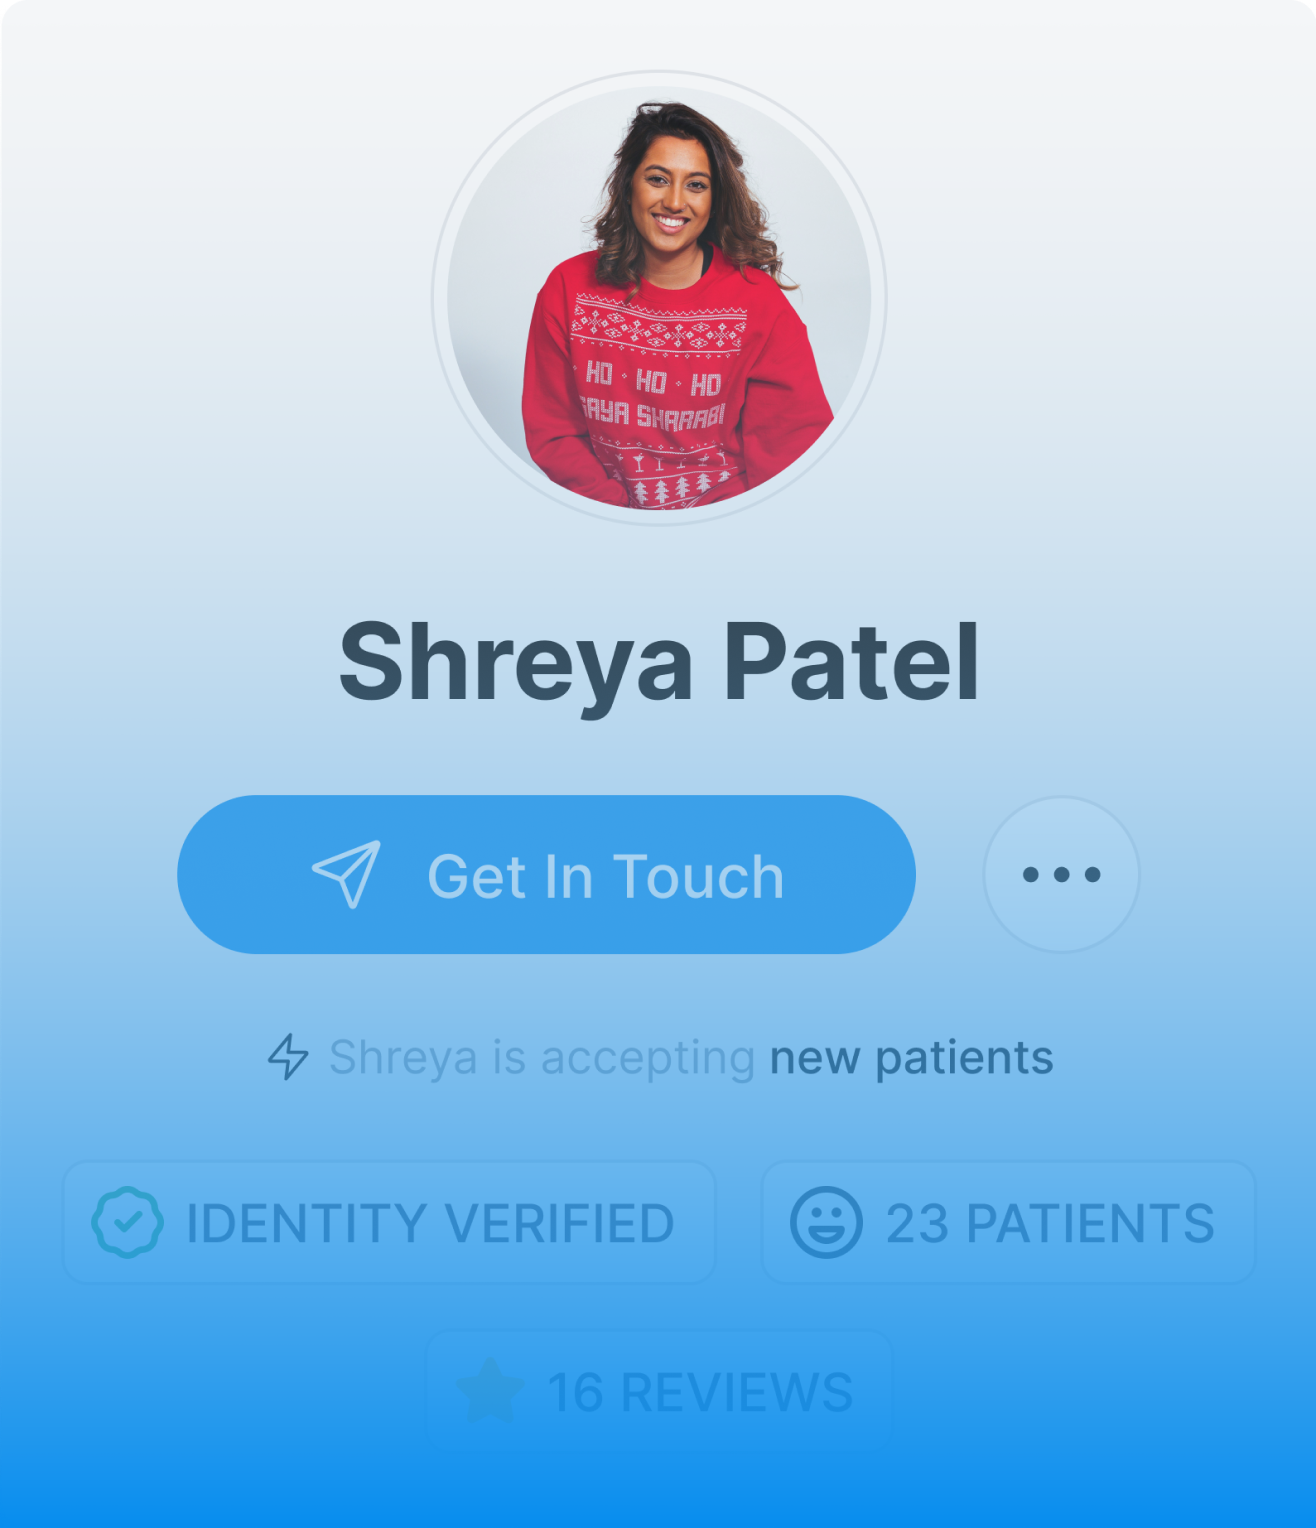 HO · HO · HO
GAYA SHARABI
Shreya Patel
Get In Touch
Shreya is accepting new patients
IDENTITY VERIFIED
23 PATIENTS
16 REVIEWS